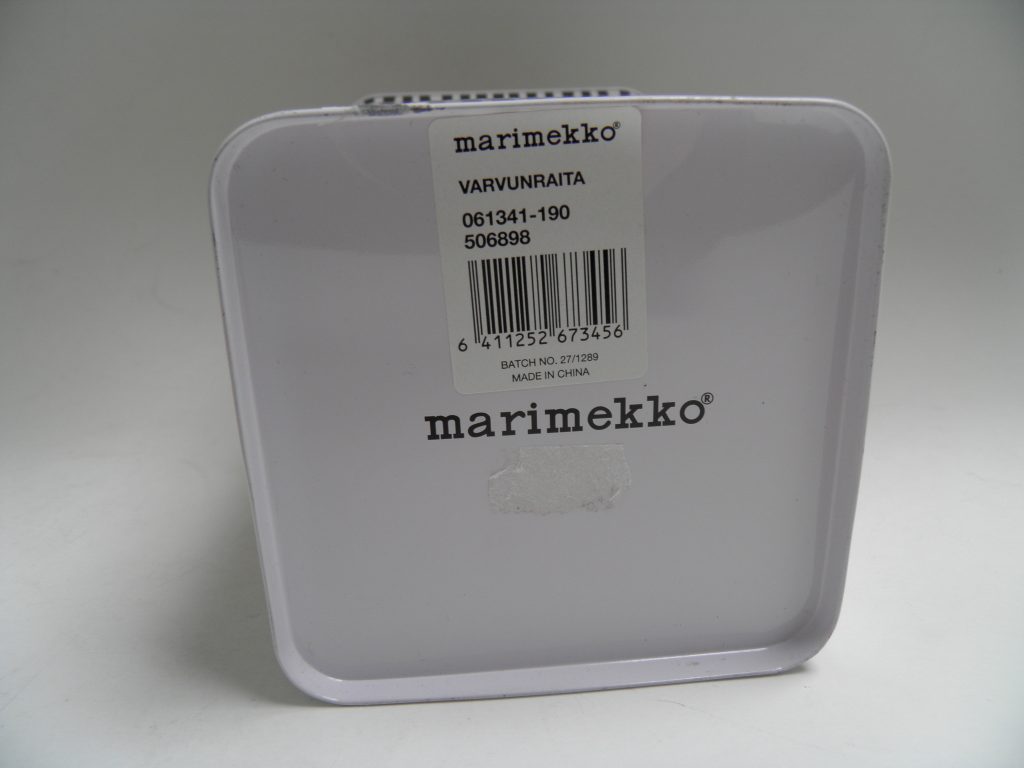 marimekko®
VARVUNRAITA
061341-190
506898
6 411252 673456
BATCH NO. 27/1289
MADE IN CHINA
marimekko®